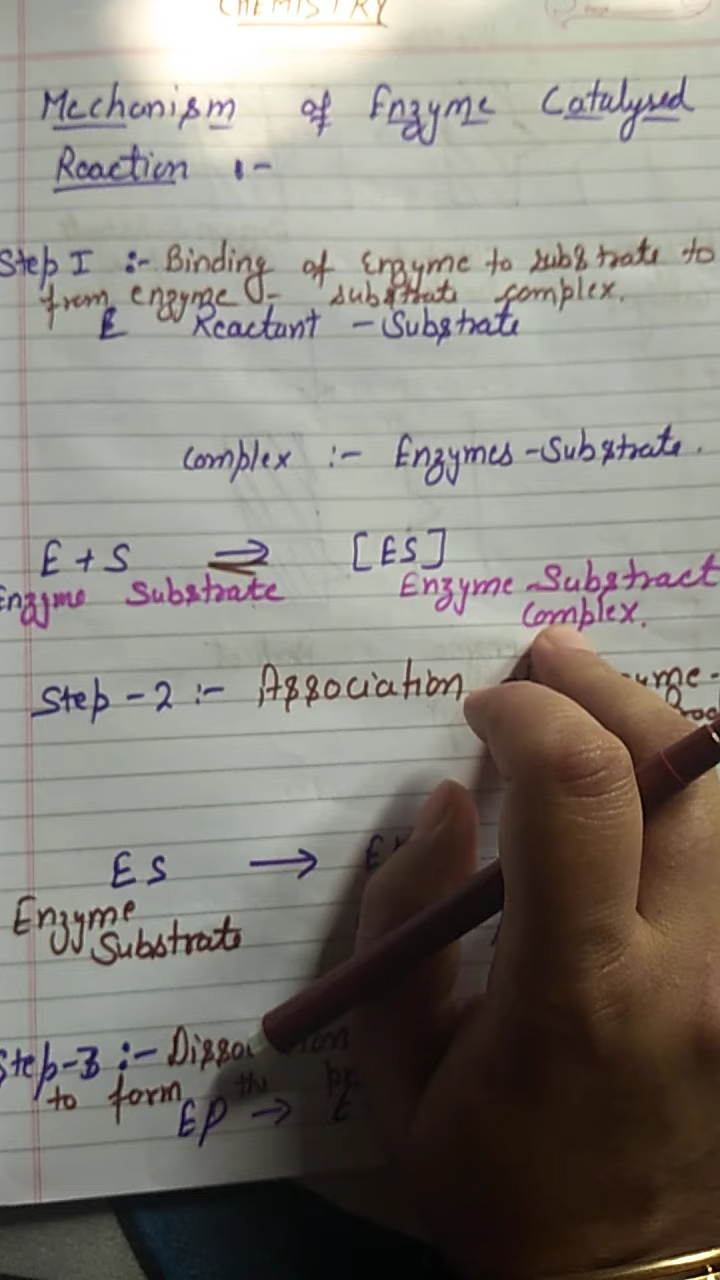 CHEMISTRY
Mechanism of Enzyme Catalysed
Reaction :-
Step I :- Binding of Enzyme to substrate to
from enzyme - substrate complex.
E Reactant - Substrate
Complex :- Enzymes - Substrate.
E + S ⇌ [ES]
Enzyme Substrate Enzyme Substract
Complex.
Step - 2 :- Association
ES →
Enzyme
Substrate
Step-3 :-
to form the
EP →